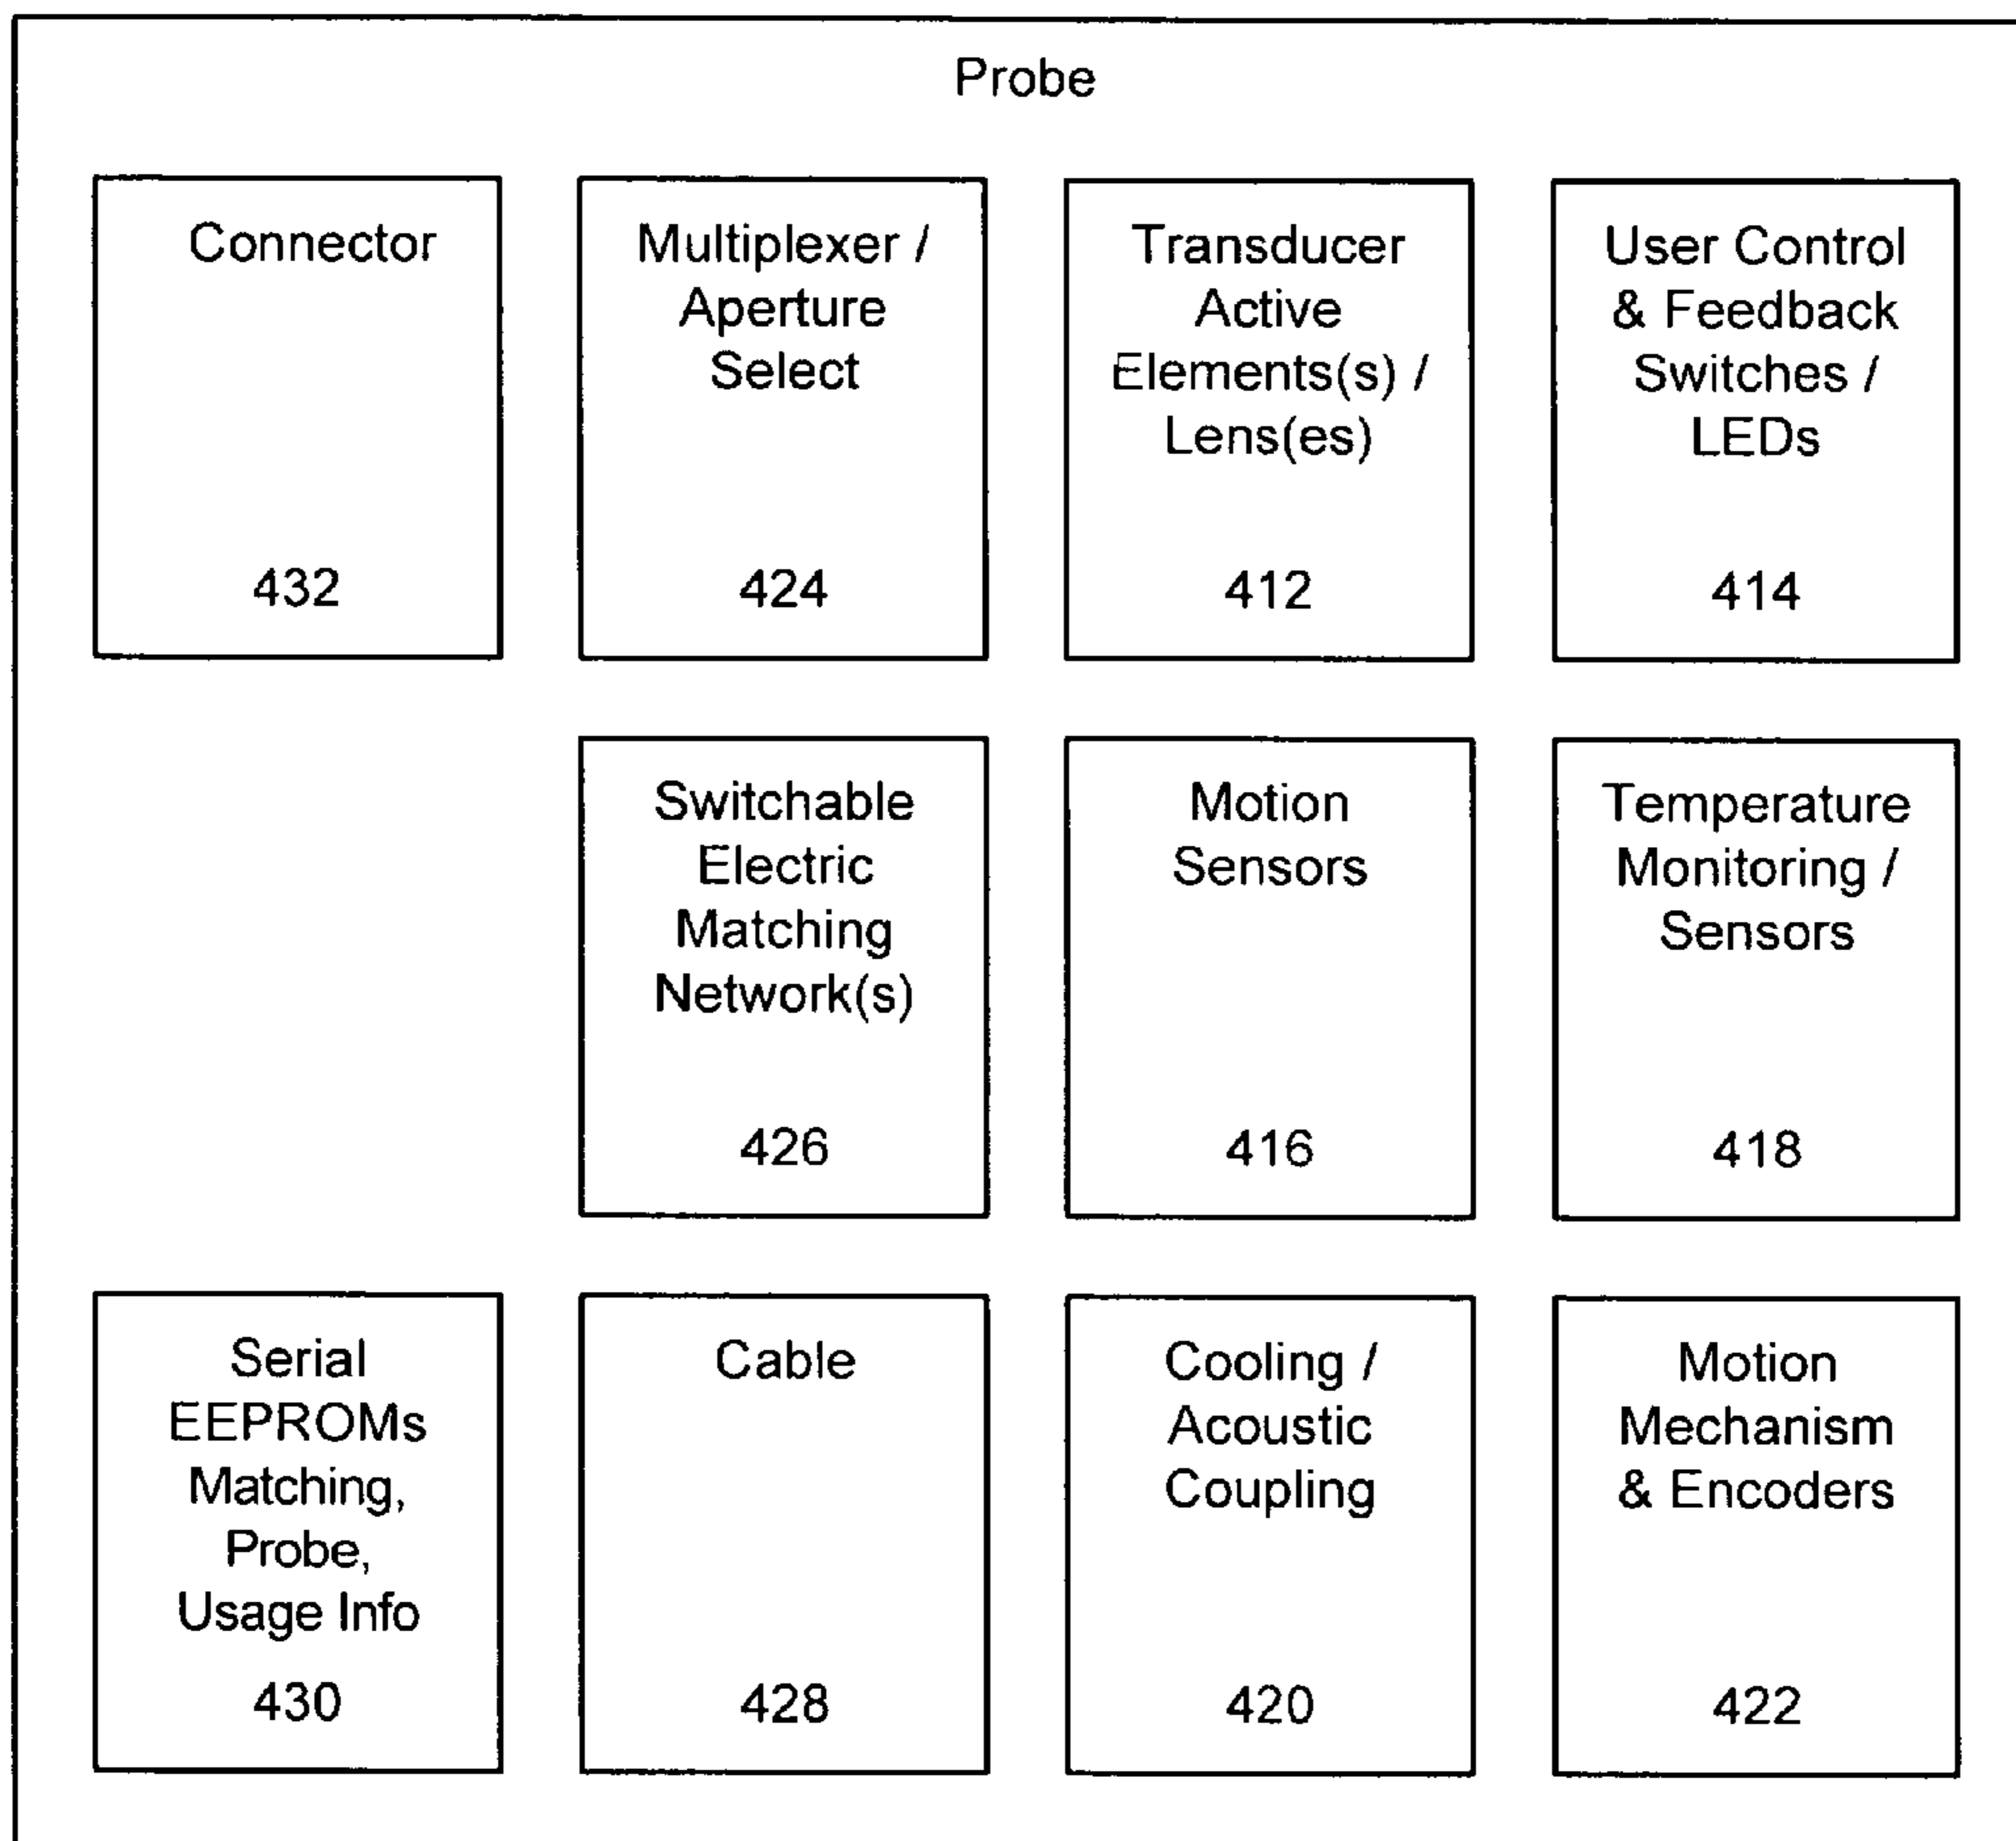 Probe
Connector
432
Multiplexer /
Aperture
Select
424
Transducer
Active
Elements(s) /
Lens(es)
412
User Control
& Feedback
Switches /
LEDs
414
Switchable
Electric
Matching
Network(s)
426
Motion
Sensors
416
Temperature
Monitoring /
Sensors
418
Serial
EEPROMs
Matching,
Probe,
Usage Info
430
Cable
428
Cooling /
Acoustic
Coupling
420
Motion
Mechanism
& Encoders
422